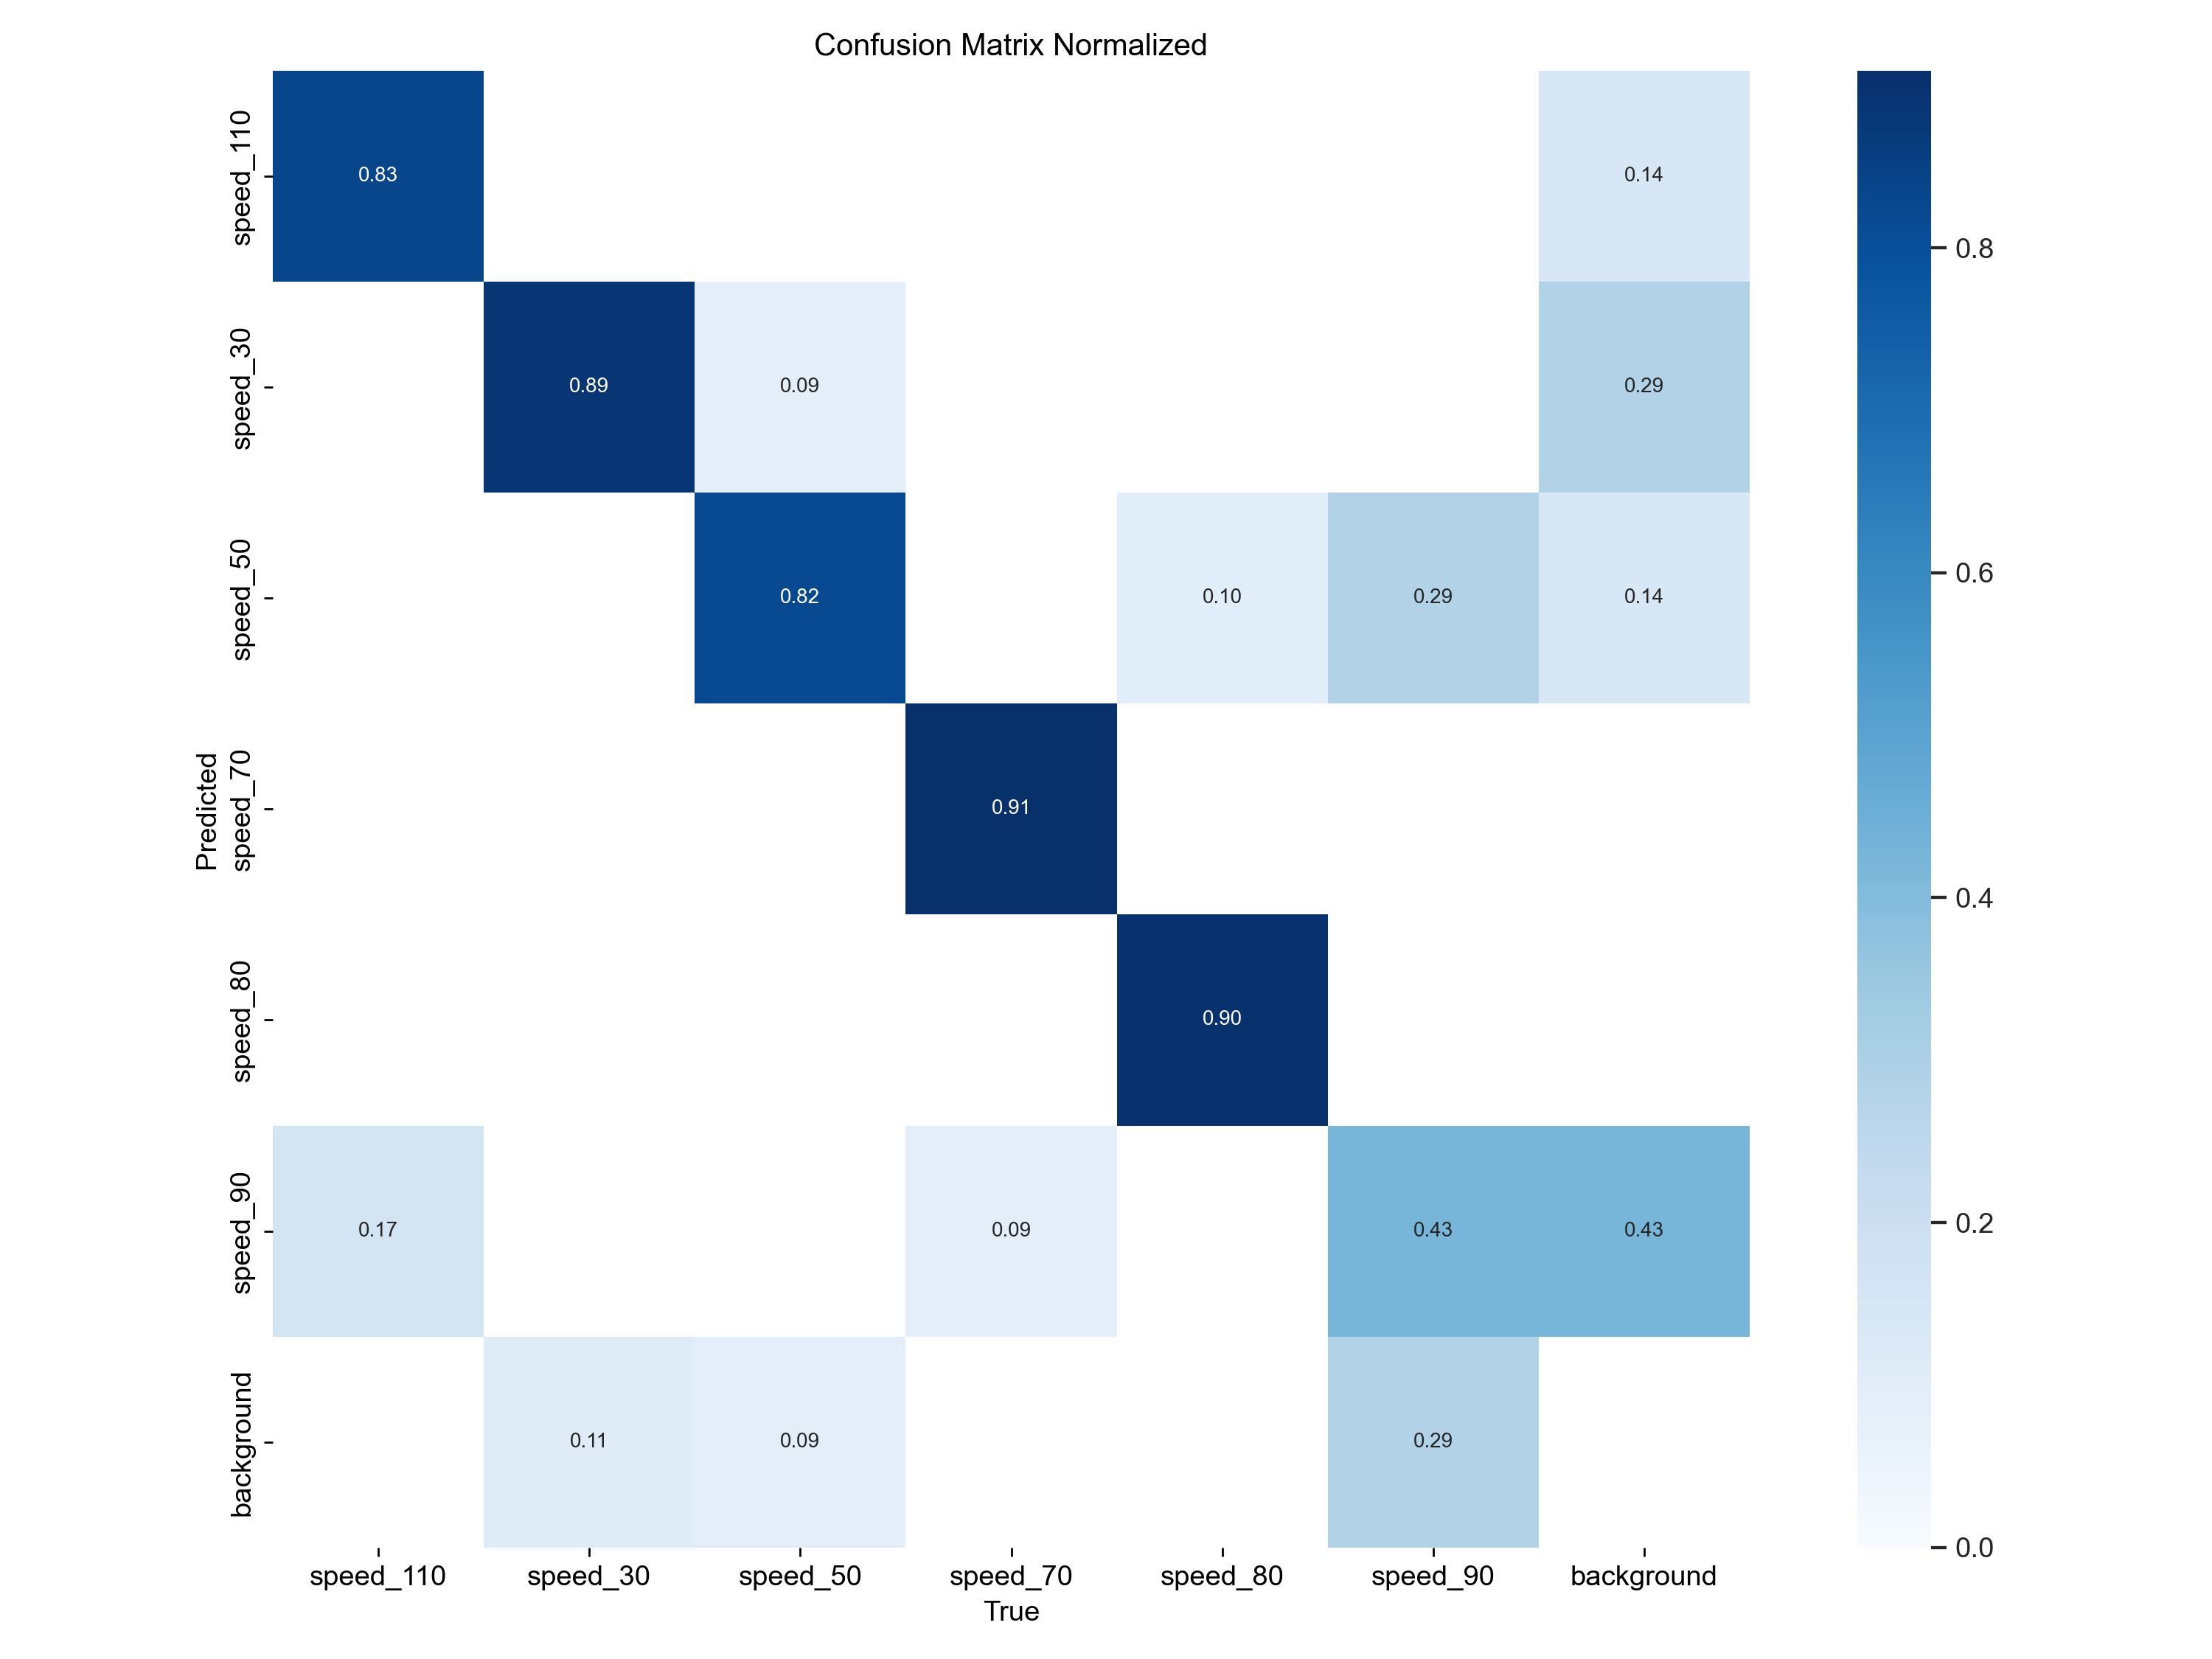 Confusion Matrix Normalized
Predicted
speed_110
0.83
0.14
speed_30
0.89
0.09
0.29
speed_50
0.82
0.10
0.29
0.14
speed_70
0.91
speed_80
0.90
speed_90
0.17
0.09
0.43
0.43
background
0.11
0.09
0.29
speed_110
speed_30
speed_50
speed_70
speed_80
speed_90
background
True
0.8
0.6
0.4
0.2
0.0